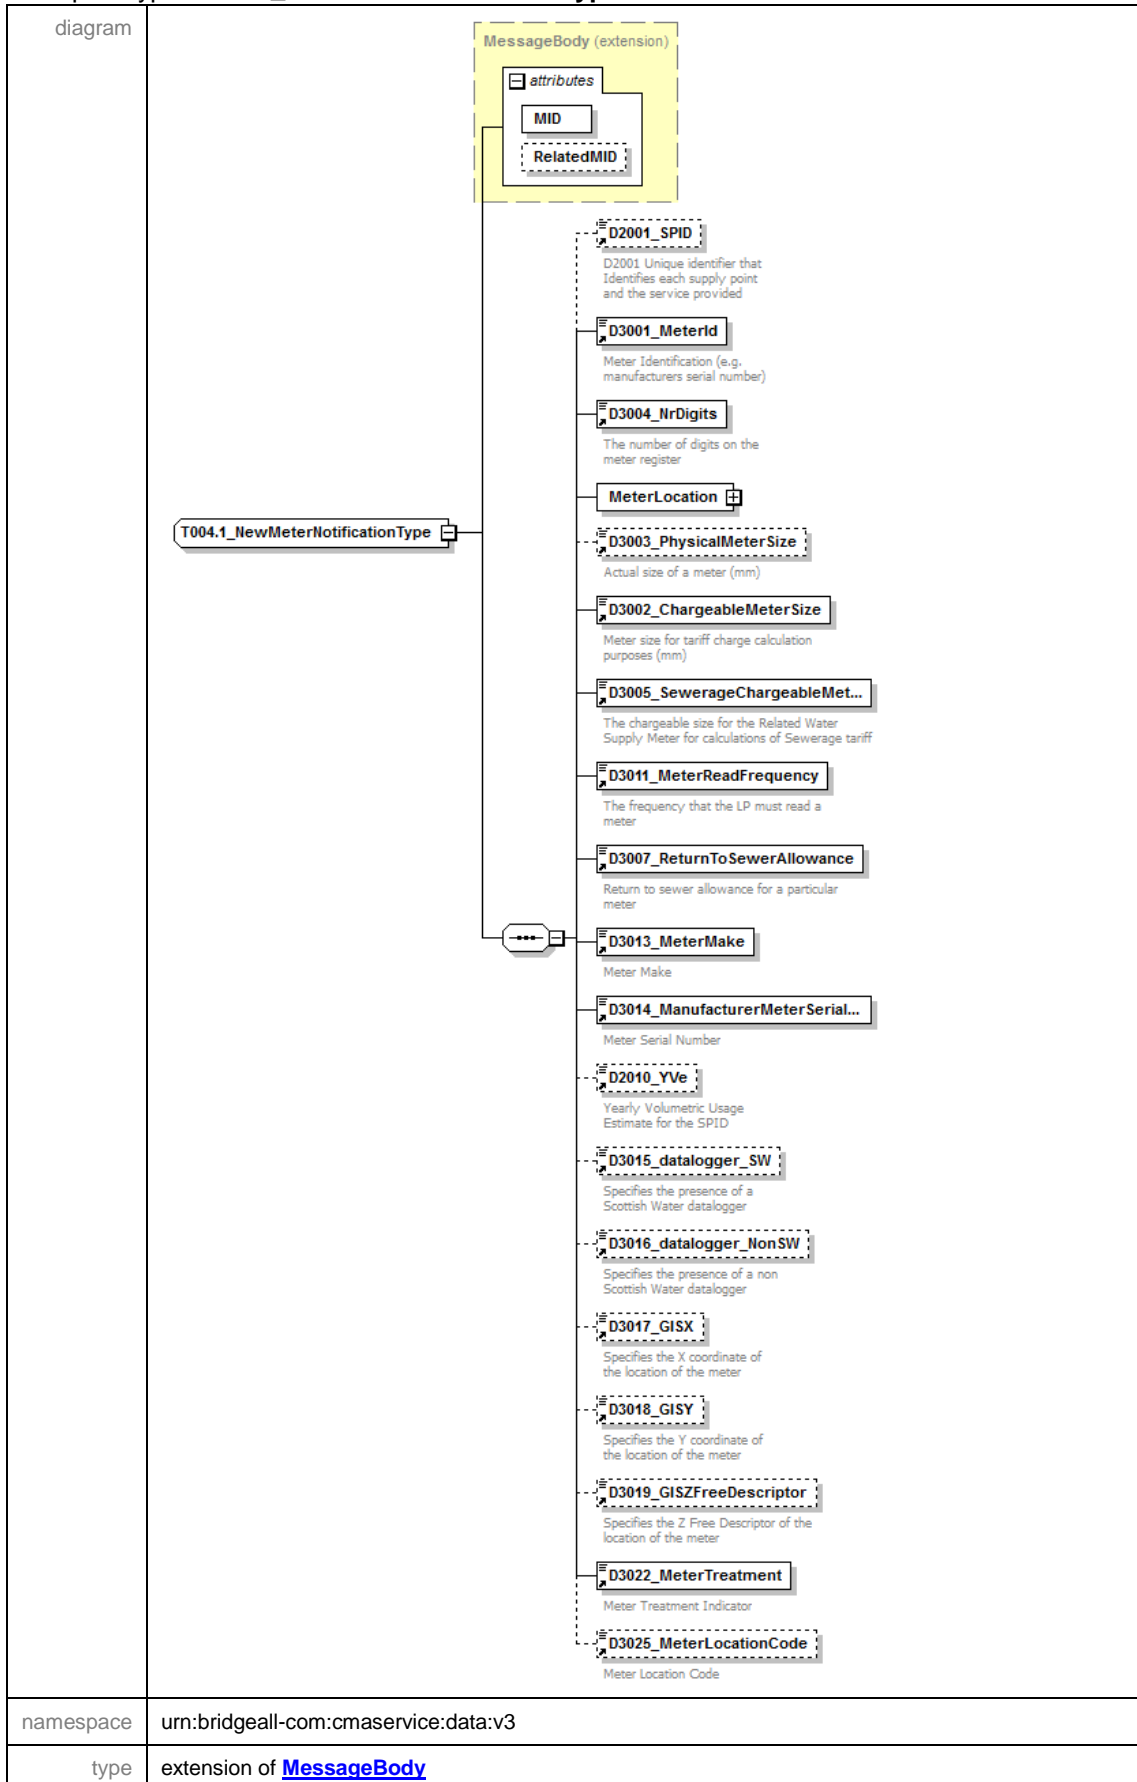 diagram
MessageBody (extension)
attributes
MID
RelatedMID
D2001_SPID
D2001 Unique identifier that
Identifies each supply point
and the service provided
D3001_MeterId
Meter Identification (e.g.
manufacturers serial number)
D3004_NrDigits
The number of digits on the
meter register
MeterLocation
T004.1_NewMeterNotificationType
D3003_PhysicalMeterSize
Actual size of a meter (mm)
D3002_ChargeableMeterSize
Meter size for tariff charge calculation
purposes (mm)
D3005_SewerageChargeableMet...
The chargeable size for the Related Water
Supply Meter for calculations of Sewerage tariff
D3011_MeterReadFrequency
The frequency that the LP must read a
meter
D3007_ReturnToSewerAllowance
Return to sewer allowance for a particular
meter
D3013_MeterMake
Meter Make
D3014_ManufacturerMeterSerial...
Meter Serial Number
D2010_YVe
Yearly Volumetric Usage
Estimate for the SPID
D3015_datalogger_SW
Specifies the presence of a
Scottish Water datalogger
D3016_datalogger_NonSW
Specifies the presence of a non
Scottish Water datalogger
D3017_GISX
Specifies the X coordinate of
the location of the meter
D3018_GISY
Specifies the Y coordinate of
the location of the meter
D3019_GISZFreeDescriptor
Specifies the Z Free Descriptor of the
location of the meter
D3022_MeterTreatment
Meter Treatment Indicator
D3025_MeterLocationCode
Meter Location Code
namespace urn:bridgeall-com:cmaservice:data:v3
type extension of MessageBody